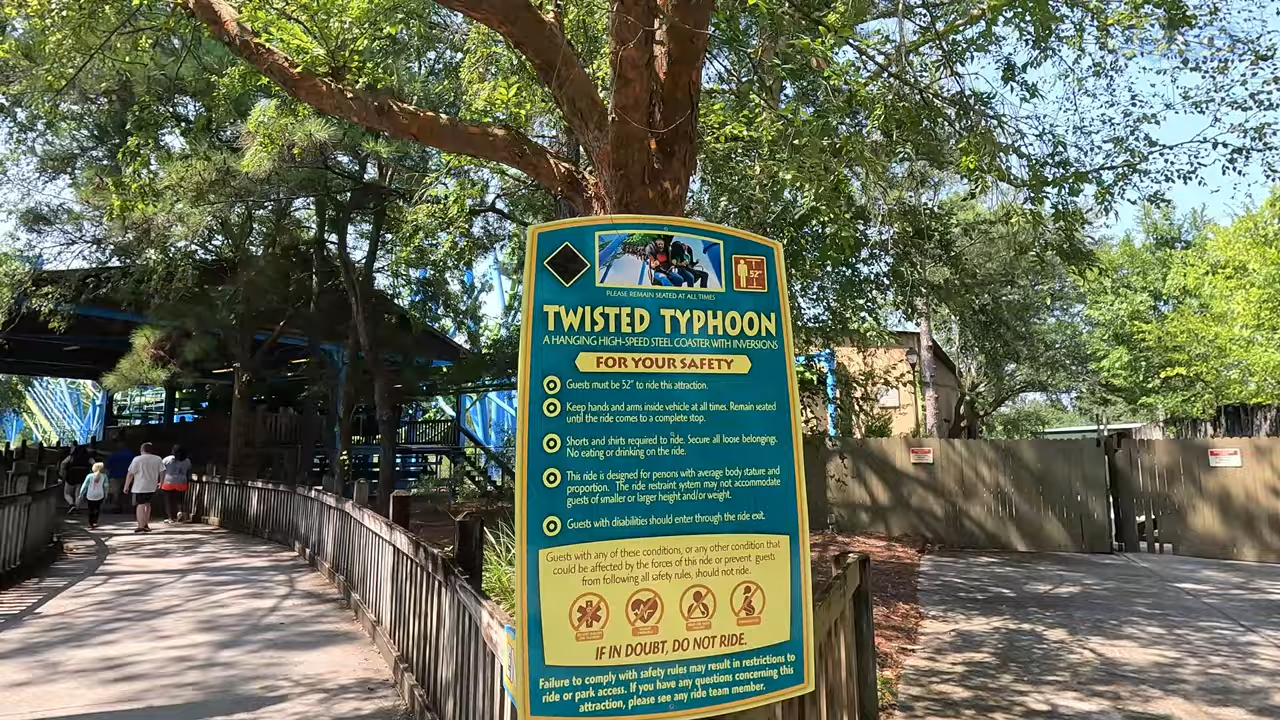 52"
PLEASE REMAIN SEATED AT ALL TIMES
TWISTED TYPHOON
A HANGING HIGH-SPEED STEEL COASTER WITH INVERSIONS
FOR YOUR SAFETY
Guests must be 52" to ride this attraction.
Keep hands and arms inside vehicle at all times. Remain seated
until the ride comes to a complete stop.
Shorts and shirts required to ride. Secure all loose belongings.
No eating or drinking on the ride.
This ride is designed for persons with average body stature and
proportion. The ride restraint system may not accommodate
guests of smaller or larger height and/or weight.
Guests with disabilities should enter through the ride exit.
Guests with any of these conditions, or any other condition that
could be affected by the forces of this ride or prevent guests
from following all safety rules, should not ride.
IF IN DOUBT, DO NOT RIDE.
Failure to comply with safety rules may result in restrictions to
ride or park access. If you have any questions concerning this
attraction, please see any ride team member.